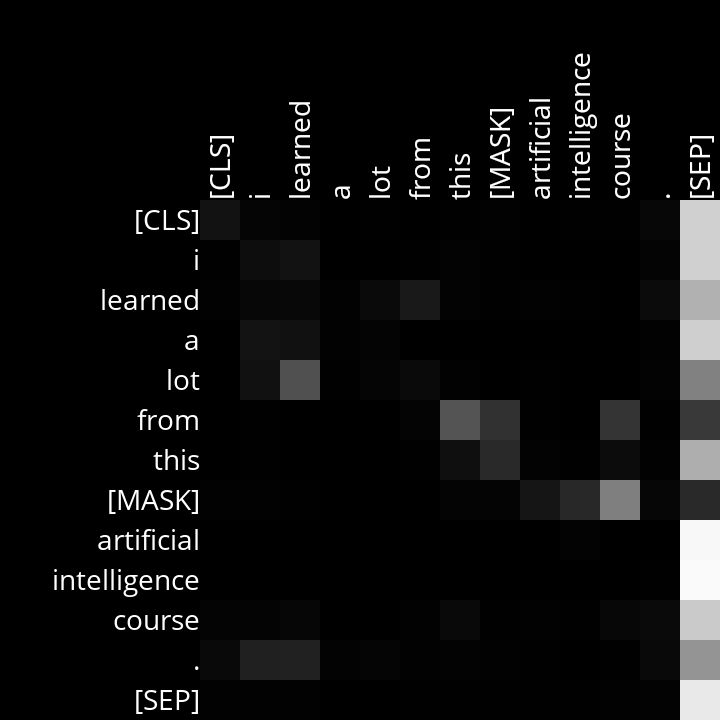 [CLS]
i
learned
a
lot
from
this
[MASK]
artificial
intelligence
course
.
[SEP]
[CLS]
i
learned
a
lot
from
this
[MASK]
artificial
intelligence
course
.
[SEP]